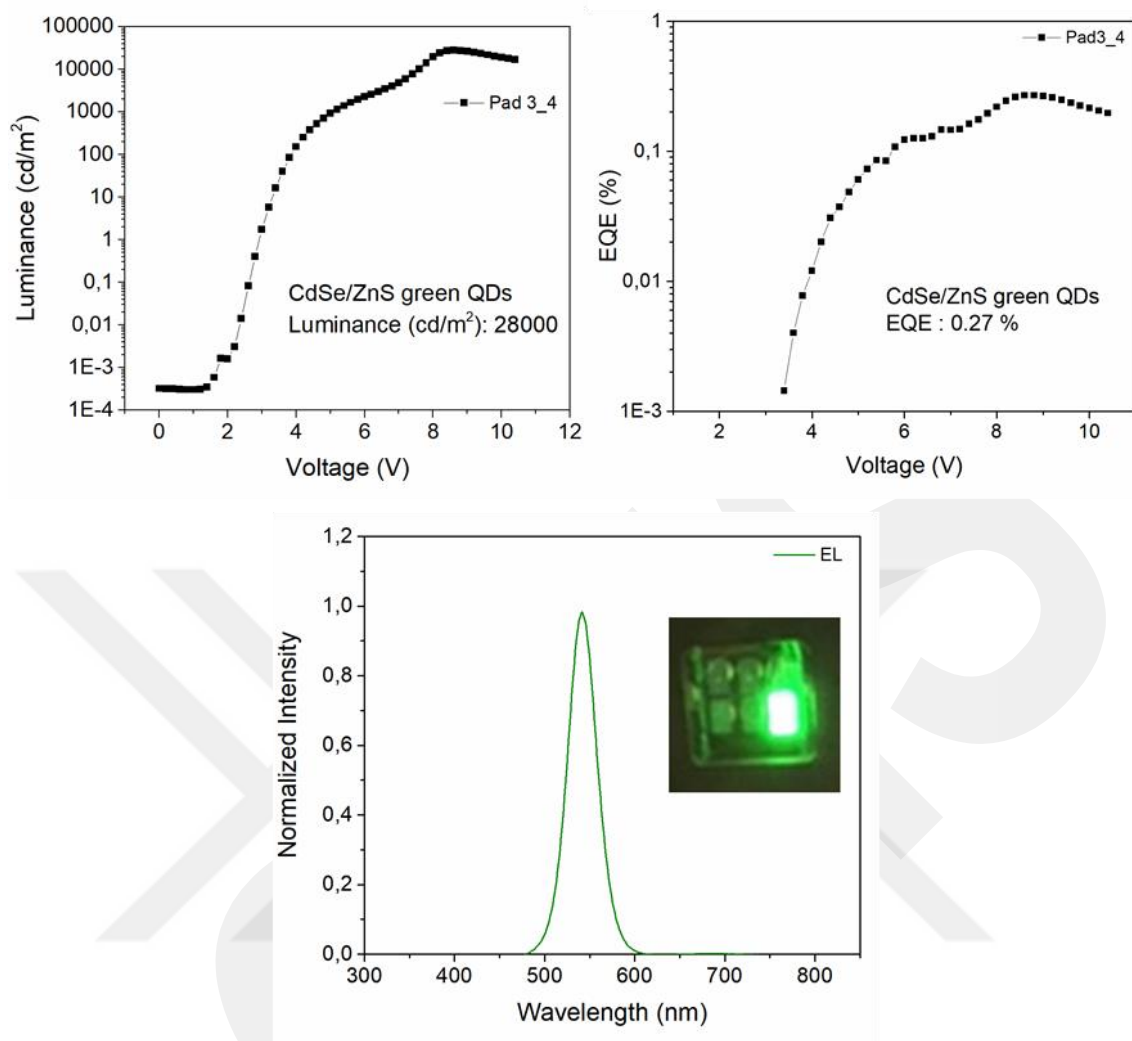 100000
10000
1000
100
10
1
0,1
0,01
1E-3
1E-4
Luminance (cd/m²)
Pad 3_4
CdSe/ZnS green QDs
Luminance (cd/m²): 28000
0 2 4 6 8 10 12
Voltage (V)
1
0,1
0,01
1E-3
EQE (%)
Pad3_4
CdSe/ZnS green QDs
EQE : 0.27 %
2 4 6 8 10
Voltage (V)
1,2
1,0
0,8
0,6
0,4
0,2
0,0
Normalized Intensity
EL
300 400 500 600 700 800
Wavelength (nm)